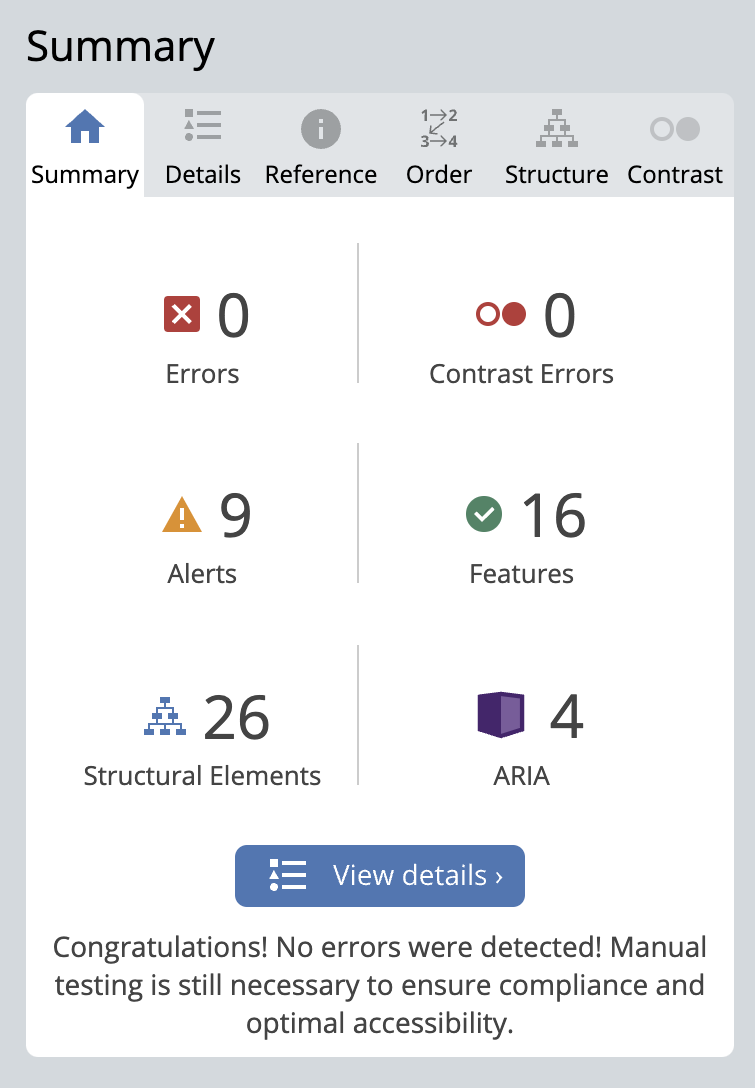 Summary
1→2
3→4
Summary Details Reference Order Structure Contrast
0 0
Errors Contrast Errors
9 16
Alerts Features
26 4
Structural Elements ARIA
View details ›
Congratulations! No errors were detected! Manual
testing is still necessary to ensure compliance and
optimal accessibility.